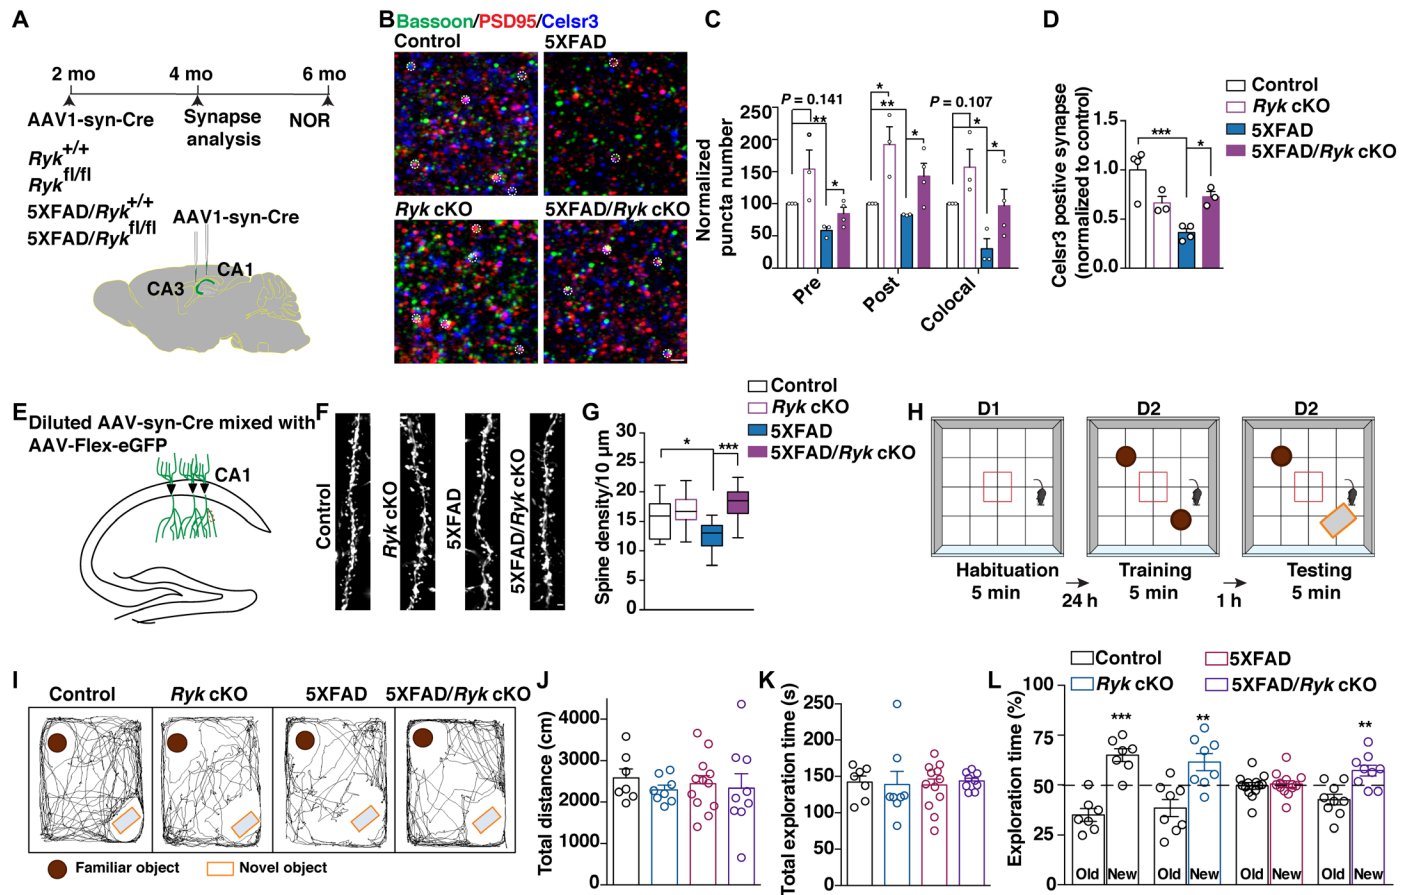 A
2 mo
4 mo
6 mo
AAV1-syn-Cre
Synapse
analysis
NOR
Ryk+/+
Rykfl/fl
5XFAD/Ryk+/+
5XFAD/Rykfl/fl
AAV1-syn-Cre
CA1
CA3
B
Bassoon/PSD95/Celsr3
Control
5XFAD
Ryk cKO
5XFAD/Ryk cKO
C
Normalized
puncta number
250
200
150
100
50
0
P = 0.141
**
*
*
**
*
P = 0.107
*
*
Pre
Post
Colocal
D
Celsr3 postive synapse
(normalized to control)
1.5
1.0
0.5
0.0
***
*
Control
Ryk cKO
5XFAD
5XFAD/Ryk cKO
E
Diluted AAV-syn-Cre mixed with
AAV-Flex-eGFP
CA1
F
Control
Ryk cKO
5XFAD
5XFAD/Ryk cKO
G
Control
Ryk cKO
5XFAD
5XFAD/Ryk cKO
Spine density/10 µm
30
25
20
15
10
5
0
*
***
H
D1
D2
D2
Habituation
5 min
24 h
Training
5 min
1 h
Testing
5 min
I
Control
Ryk cKO
5XFAD
5XFAD/Ryk cKO
Familiar object
Novel object
J
Total distance (cm)
4000
3000
2000
1000
0
K
Total exploration time (s)
250
200
150
100
50
0
L
Control
Ryk cKO
5XFAD
5XFAD/Ryk cKO
Exploration time (%)
100
75
50
25
0
***
**
**
Old
New
Old
New
Old
New
Old
New